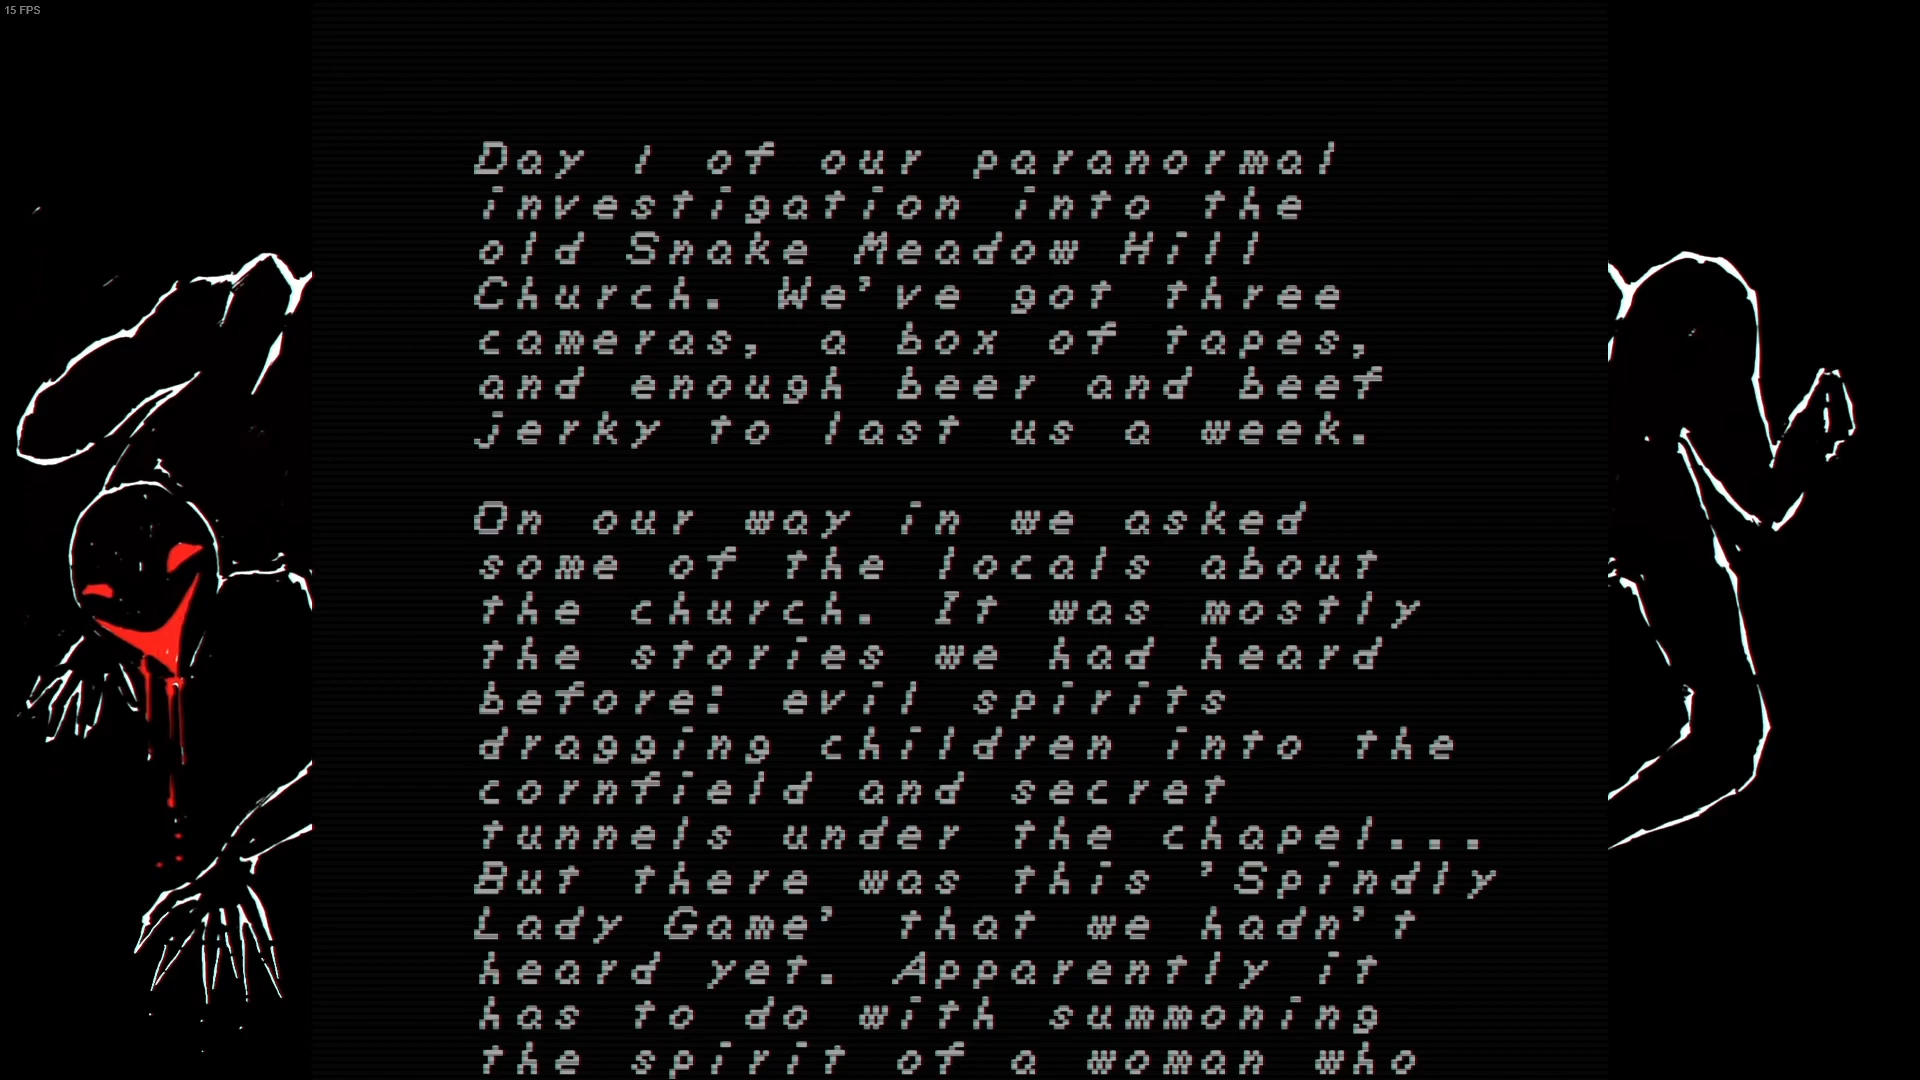 15 FPS
Day 1 of our paranormal
investigation into the
old Snake Meadow Hill
Church. We've got three
cameras, a box of tapes,
and enough beer and beef
jerky to last us a week.
On our way in we asked
some of the locals about
the church. It was mostly
the stories we had heard
before: evil spirits
dragging children into the
cornfield and secret
tunnels under the chapel...
But there was this 'Spindly
Lady Game' that we hadn't
heard yet. Apparently it
has to do with summoning
the spirit of a woman who